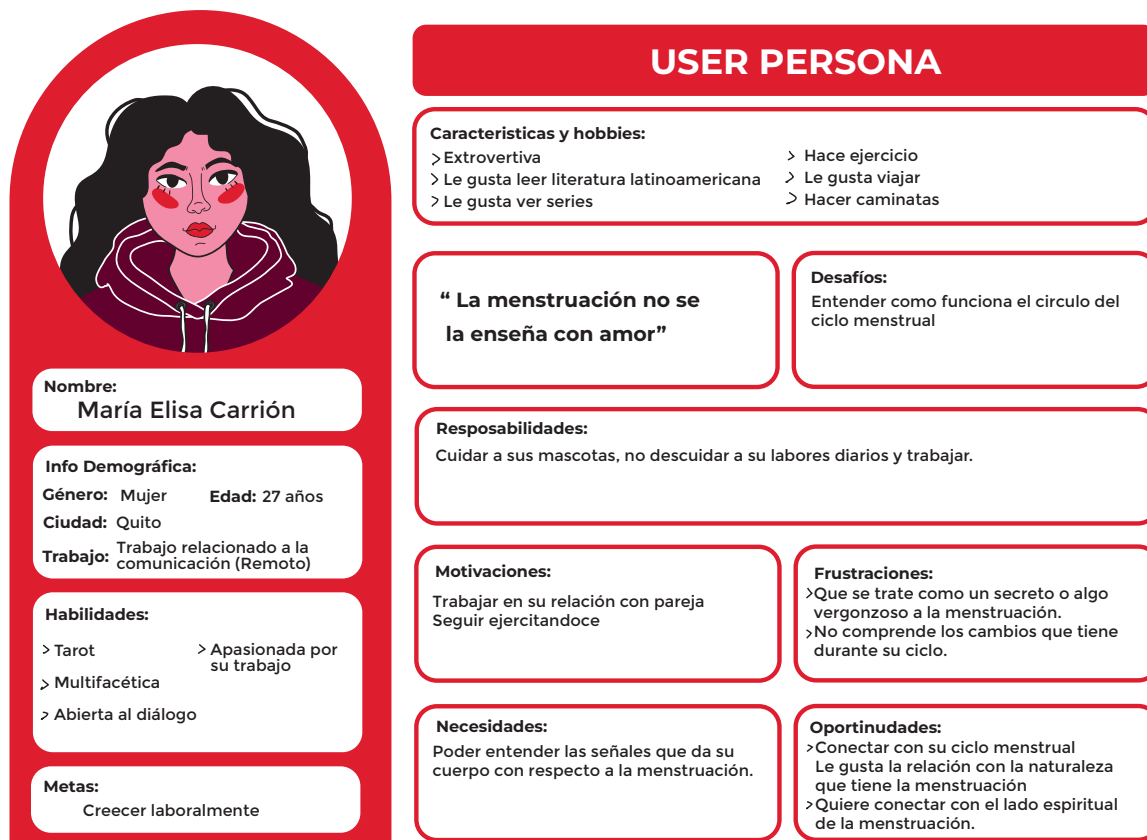 USER PERSONA
Caracteristicas y hobbies:
> Extrovertiva
> Le gusta leer literatura latinoamericana
> Le gusta ver series
> Hace ejercicio
> Le gusta viajar
> Hacer caminatas
“ La menstruación no se
la enseña con amor”
Desafíos:
Entender como funciona el circulo del
ciclo menstrual
Nombre:
María Elisa Carrión
Info Demográfica:
Género: Mujer Edad: 27 años
Ciudad: Quito
Trabajo: Trabajo relacionado a la
comunicación (Remoto)
Habilidades:
> Tarot
> Multifacética
> Abierta al diálogo
> Apasionada por
su trabajo
Metas:
Creecer laboralmente
Resposabilidades:
Cuidar a sus mascotas, no descuidar a su labores diarios y trabajar.
Motivaciones:
Trabajar en su relación con pareja
Seguir ejercitandoce
Frustraciones:
> Que se trate como un secreto o algo
vergonzoso a la menstruación.
> No comprende los cambios que tiene
durante su ciclo.
Necesidades:
Poder entender las señales que da su
cuerpo con respecto a la menstruación.
Oportinudades:
> Conectar con su ciclo menstrual
Le gusta la relación con la naturaleza
que tiene la menstruación
> Quiere conectar con el lado espiritual
de la menstruación.